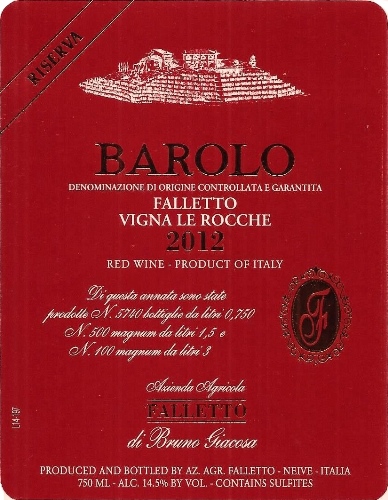 RISERVA
BAROLO
DENOMINAZIONE DI ORIGINE CONTROLLATA E GARANTITA
FALLETTO
VIGNA LE ROCCHE
2012
RED WINE - PRODUCT OF ITALY
Di questa annata sono state
prodotte N. 5740 bottiglie da litri 0,750
N. 500 magnum da litri 1,5 e
N. 100 magnum da litri 3
F
Azienda Agricola
FALLETTO
di Bruno Giacosa
PRODUCED AND BOTTLED BY AZ. AGR. FALLETTO - NEIVE - ITALIA
750 ML - ALC. 14.5% BY VOL. - CONTAINS SULFITES